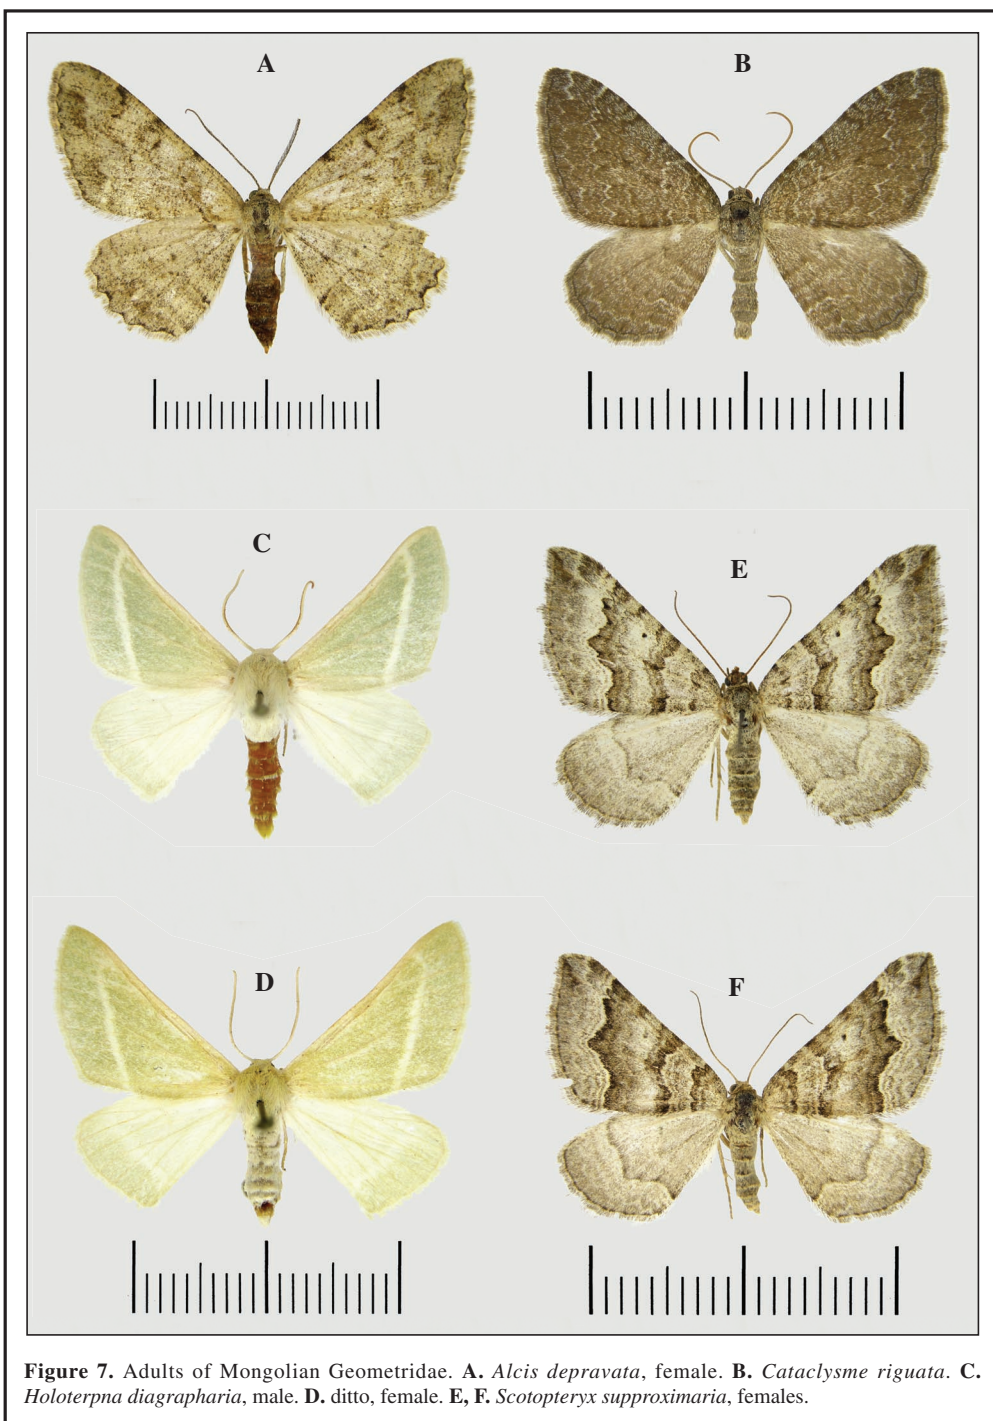 A
B
C
E
D
F
Figure 7. Adults of Mongolian Geometridae. A. Alcis depravata, female. B. Cataclysme riguata. C.
Holoterpna diagrapharia, male. D. ditto, female. E, F. Scotopteryx supproximaria, females.